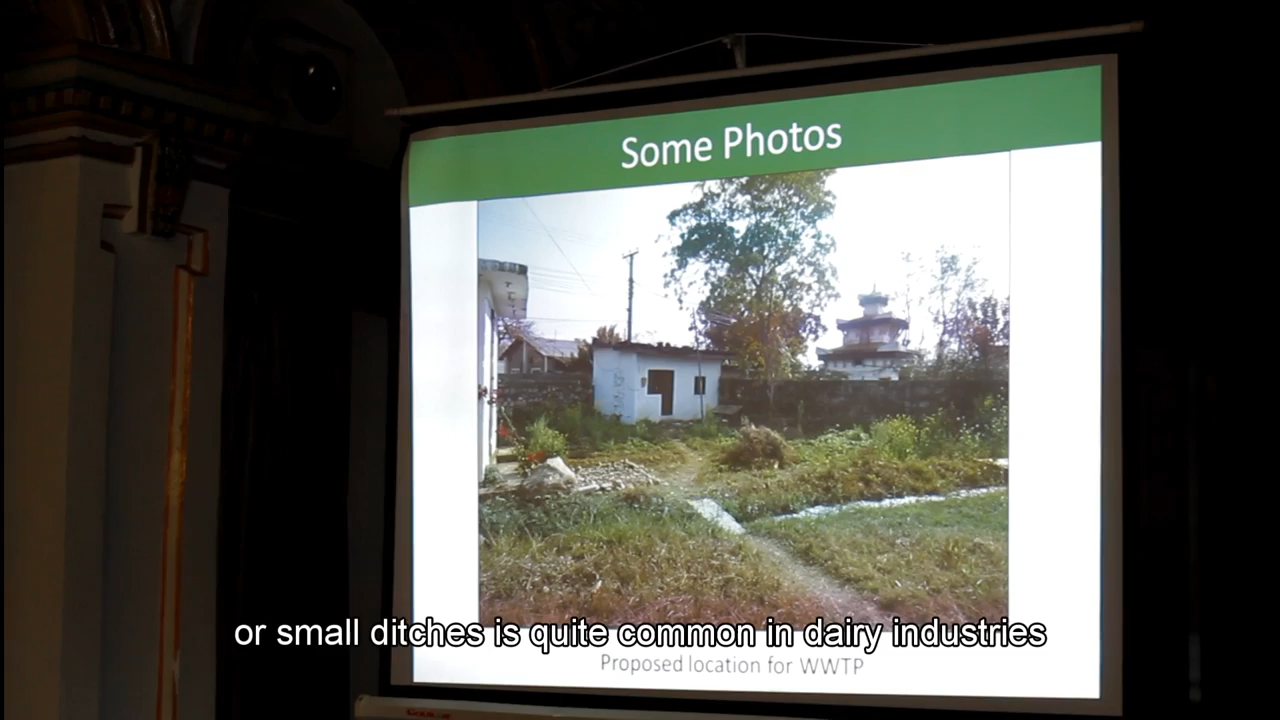 Some Photos
or small ditches is quite common in dairy industries
Proposed location for WWTP